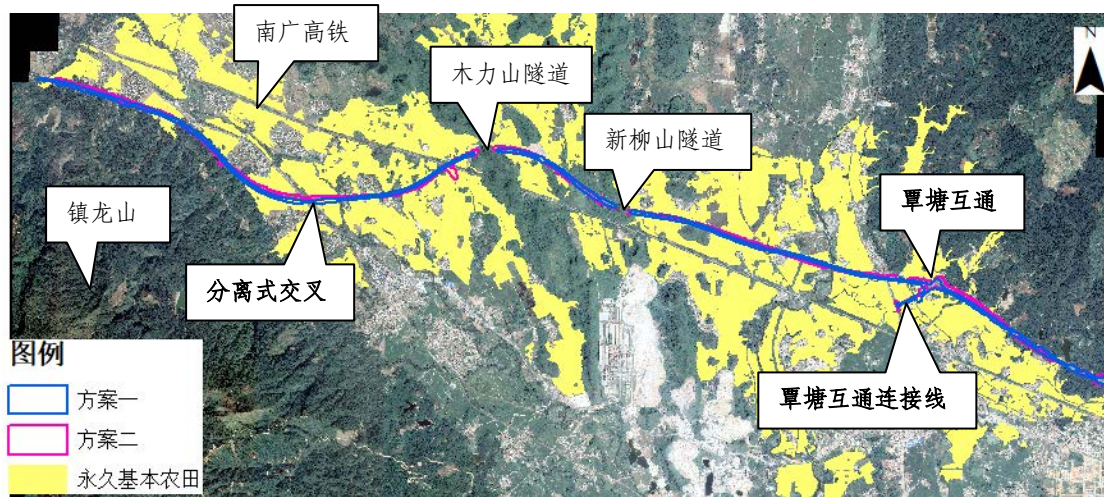 南广高铁
N
木力山隧道
新柳山隧道
镇龙山
覃塘互通
分离式交叉
图例
方案一
覃塘互通连接线
方案二
永久基本农田